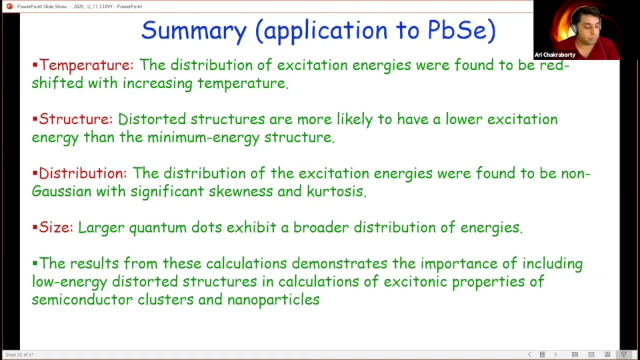 PowerPoint Slide Show - 2020_12_11_CUNY - PowerPoint
Summary (application to PbSe)
Ari Chakraborty
▪Temperature: The distribution of excitation energies were found to be red-
shifted with increasing temperature.
▪Structure: Distorted structures are more likely to have a lower excitation
energy than the minimum-energy structure.
▪Distribution: The distribution of the excitation energies were found to be non-
Gaussian with significant skewness and kurtosis.
▪Size: Larger quantum dots exhibit a broader distribution of energies.
▪The results from these calculations demonstrates the importance of including
low-energy distorted structures in calculations of excitonic properties of
semiconductor clusters and nanoparticles